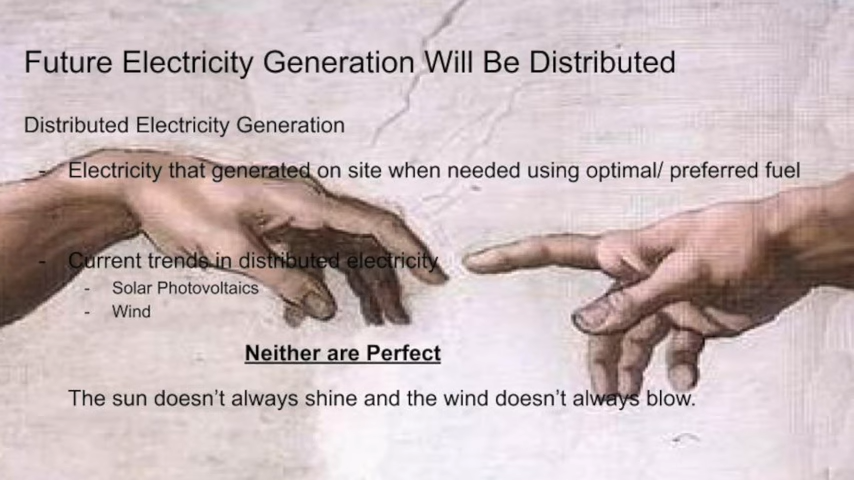 Future Electricity Generation Will Be Distributed
Distributed Electricity Generation
- Electricity that generated on site when needed using optimal/ preferred fuel
- Current trends in distributed electricity
- Solar Photovoltaics
- Wind
Neither are Perfect
The sun doesn’t always shine and the wind doesn’t always blow.